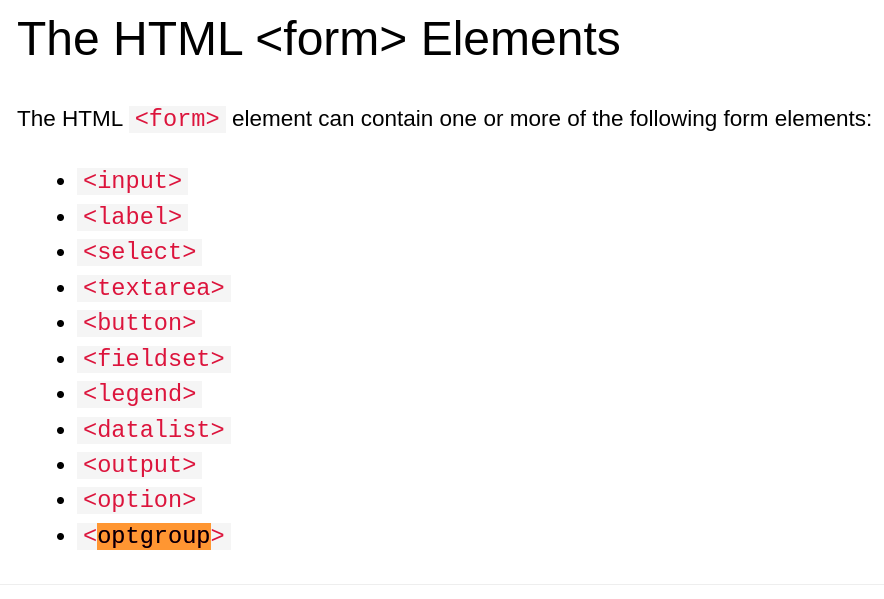 The HTML <form> Elements
The HTML <form> element can contain one or more of the following form elements:
<input>
<label>
<select>
<textarea>
<button>
<fieldset>
<legend>
<datalist>
<output>
<option>
<optgroup>